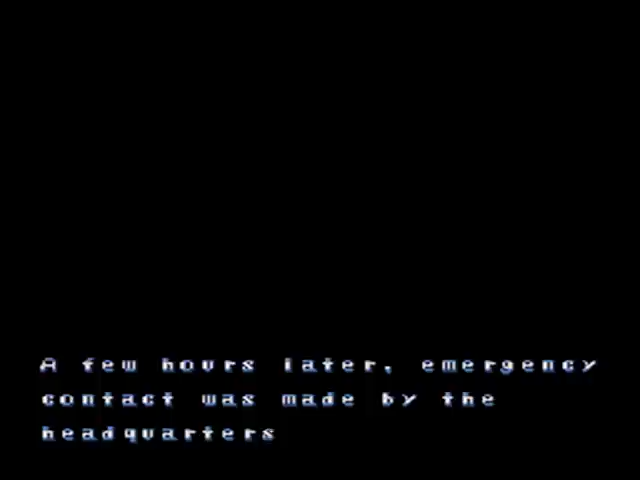 A few hours later, emergency
contact was made by the
headquarters